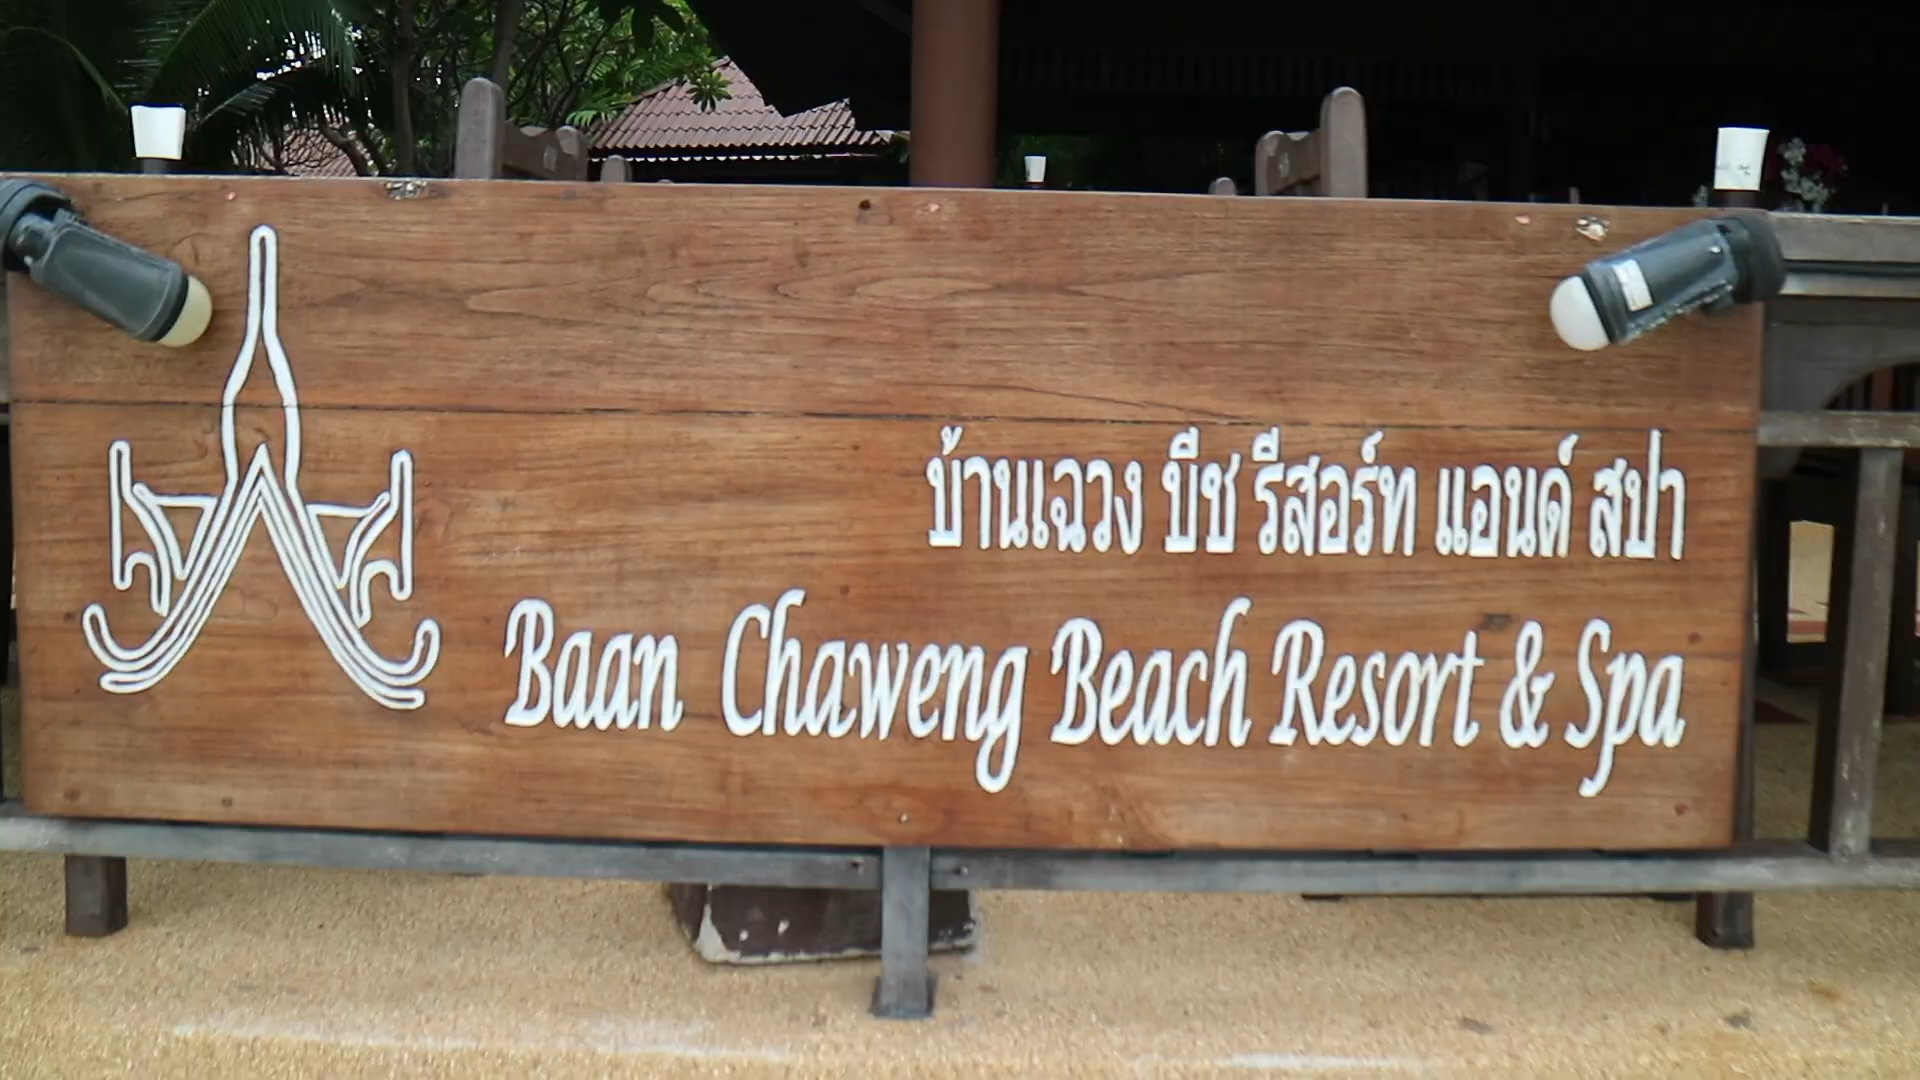 บ้านเฉวง บีช รีสอร์ท แอนด์ สปา
Baan Chaweng Beach Resort & Spa